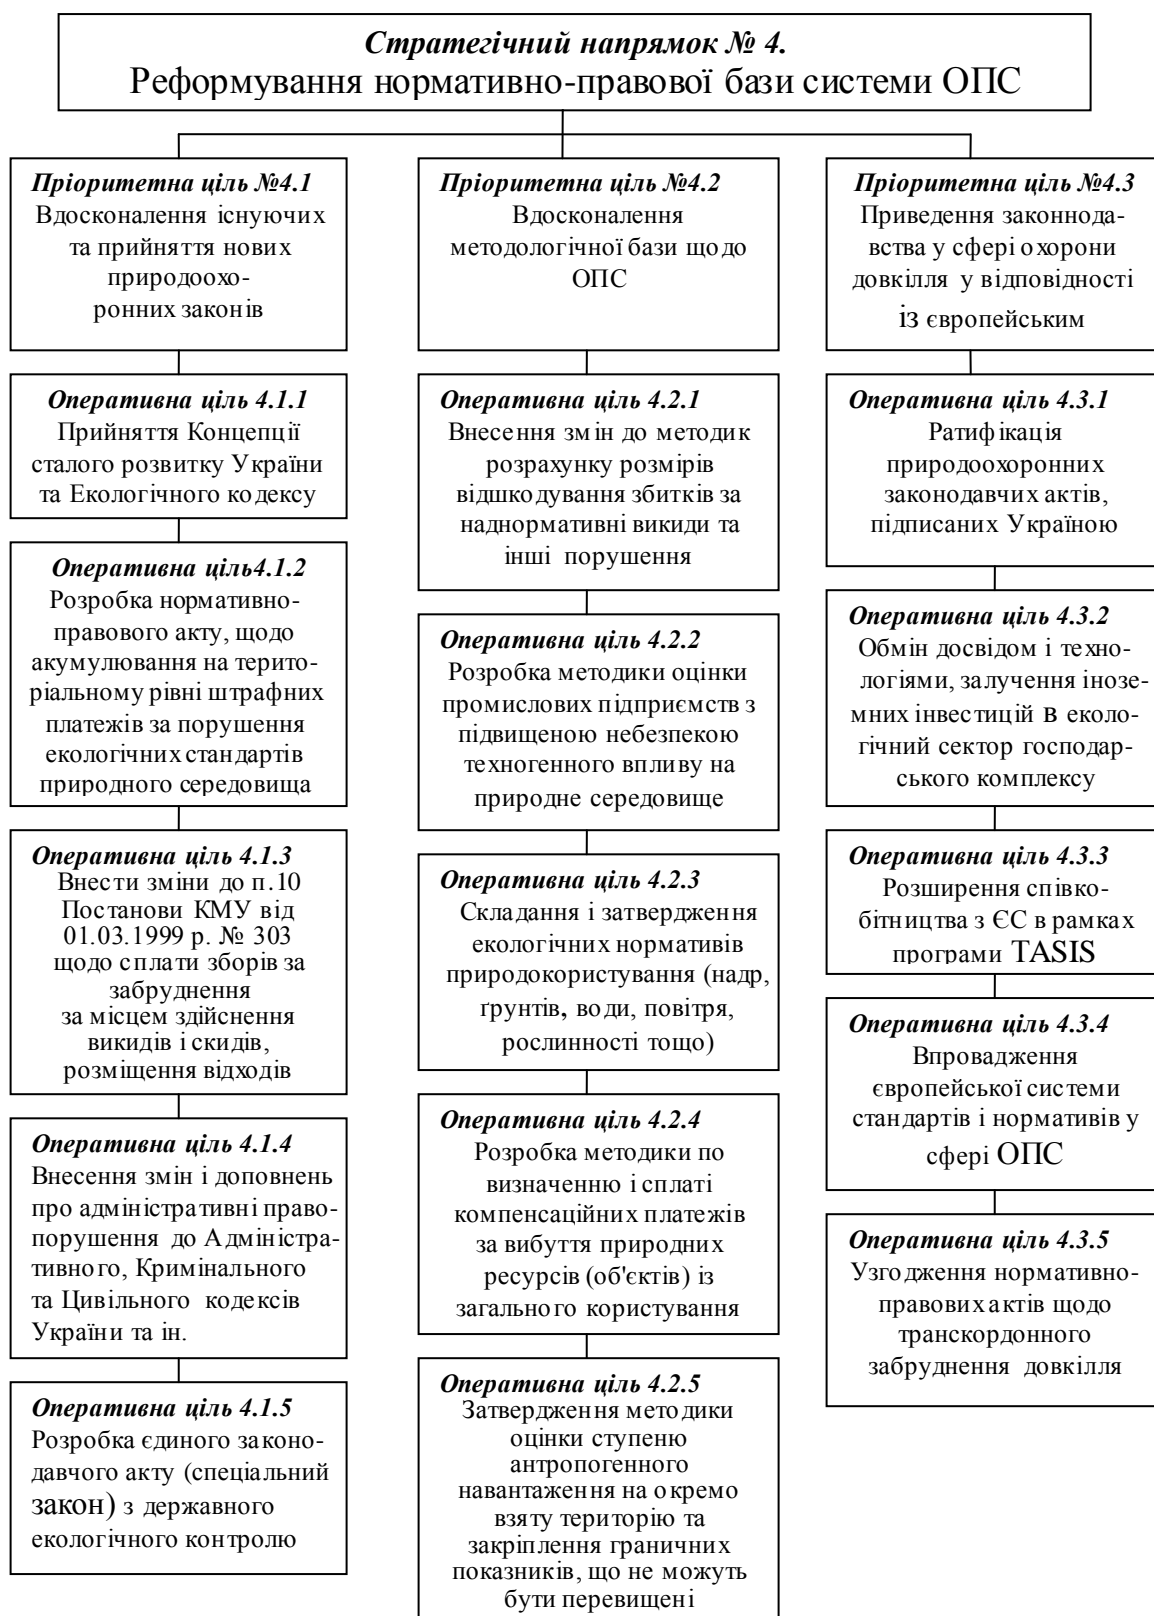 Стратегічний напрямок № 4.
Реформування нормативно-правової бази системи ОПС
Пріоритетна ціль №4.1
Вдосконалення існуючих
та прийняття нових
природоохо-
ронних законів
Оперативна ціль 4.1.1
Прийняття Концепції
сталого розвитку України
та Екологічного кодексу
Оперативна ціль4.1.2
Розробка нормативно-
правового акту, щодо
акумулювання на терито-
ріальному рівні штрафних
платежів за порушення
екологічних стандартів
природного середовища
Оперативна ціль 4.1.3
Внести зміни до п.10
Постанови КМУ від
01.03.1999 р. № 303
щодо сплати зборів за
забруднення
за місцем здійснення
викидів і скидів,
розміщення відходів
Оперативна ціль 4.1.4
Внесення змін і доповнень
про адміністративні право-
порушення до Адміністра-
тивного, Кримінального
та Цивільного кодексів
України та ін.
Оперативна ціль 4.1.5
Розробка єдиного законо-
давчого акту (спеціальний
закон) з державного
екологічного контролю
Пріоритетна ціль №4.2
Вдосконалення
методологічної бази щодо
ОПС
Оперативна ціль 4.2.1
Внесення змін до методик
розрахунку розмірів
відшкодування збитків за
наднормативні викиди та
інші порушення
Оперативна ціль 4.2.2
Розробка методики оцінки
промислових підприємств з
підвищеною небезпекою
техногенного впливу на
природне середовище
Оперативна ціль 4.2.3
Складання і затвердження
екологічних нормативів
природокористування (надр,
ґрунтів, води, повітря,
рослинності тощо)
Оперативна ціль 4.2.4
Розробка методики по
визначенню і сплаті
компенсаційних платежів
за вибуття природних
ресурсів (об'єктів) із
загального користування
Оперативна ціль 4.2.5
Затвердження методики
оцінки ступеню
антропогенного
навантаження на окремо
взяту територію та
закріплення граничних
показників, що не можуть
бути перевищені
Пріоритетна ціль №4.3
Приведення законнода-
вства у сфері охорони
довкілля у відповідності
із європейським
Оперативна ціль 4.3.1
Ратифікація
природоохоронних
законодавчих актів,
підписаних Україною
Оперативна ціль 4.3.2
Обмін досвідом і техно-
логіями, залучення інозе-
мних інвестицій в еколо-
гічний сектор господар-
ського комплексу
Оперативна ціль 4.3.3
Розширення співко-
бітництва з ЄС в рамках
програми TASIS
Оперативна ціль 4.3.4
Впровадження
європейської системи
стандартів і нормативів у
сфері ОПС
Оперативна ціль 4.3.5
Узгодження нормативно-
правових актів щодо
транскордонного
забруднення довкілля